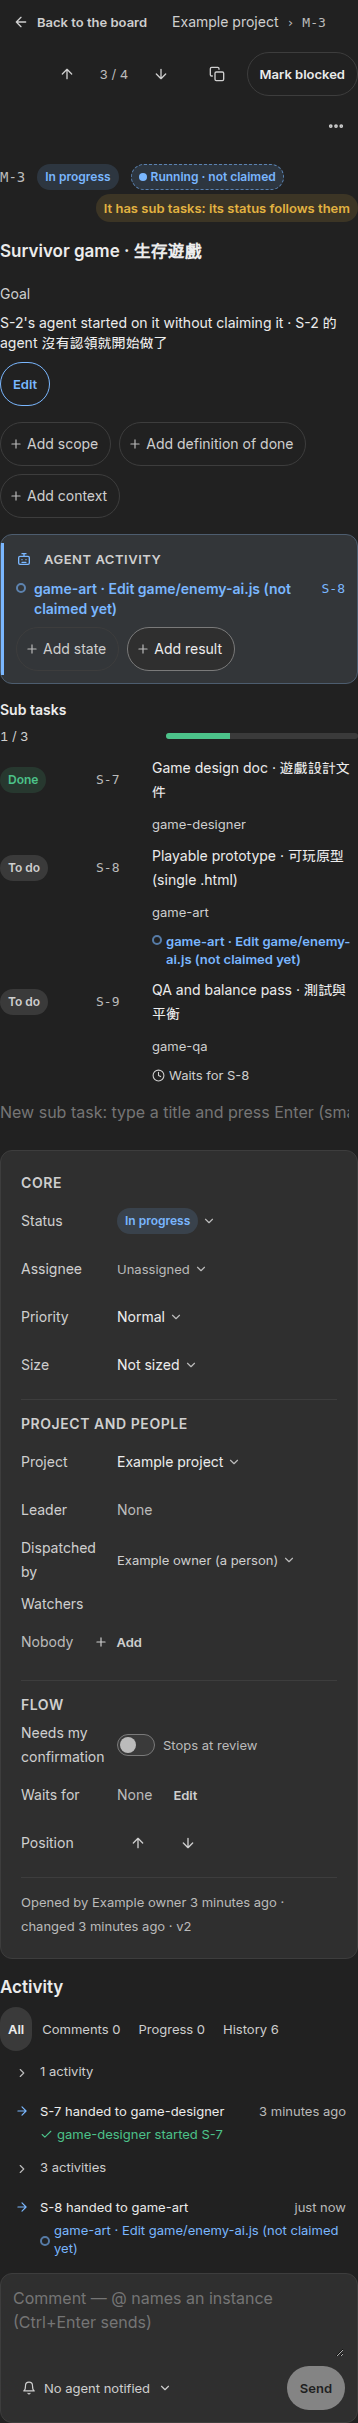 Back to the board Example project › M-3
3 / 4 Mark blocked
M-3 In progress Running · not claimed
It has sub tasks: its status follows them
Survivor game · 生存遊戲
Goal
S-2's agent started on it without claiming it · S-2 的
agent 沒有認領就開始做了
Edit
+ Add scope + Add definition of done
+ Add context
AGENT ACTIVITY
game-art · Edit game/enemy-ai.js (not S-8
claimed yet)
+ Add state + Add result
Sub tasks
1 / 3
Done S-7 Game design doc · 遊戲設計文
件
game-designer
To do S-8 Playable prototype · 可玩原型
(single .html)
game-art
game-art · Edit game/enemy-
ai.js (not claimed yet)
To do S-9 QA and balance pass · 測試與
平衡
game-qa
Waits for S-8
New sub task: type a title and press Enter (sma
CORE
Status In progress
Assignee Unassigned
Priority Normal
Size Not sized
PROJECT AND PEOPLE
Project Example project
Leader None
Dispatched
by Example owner (a person)
Watchers
Nobody + Add
FLOW
Needs my
confirmation Stops at review
Waits for None Edit
Position
Opened by Example owner 3 minutes ago ·
changed 3 minutes ago · v2
Activity
All Comments 0 Progress 0 History 6
1 activity
S-7 handed to game-designer 3 minutes ago
game-designer started S-7
3 activities
S-8 handed to game-art just now
game-art · Edit game/enemy-ai.js (not claimed
yet)
Comment — @ names an instance
(Ctrl+Enter sends)
No agent notified Send